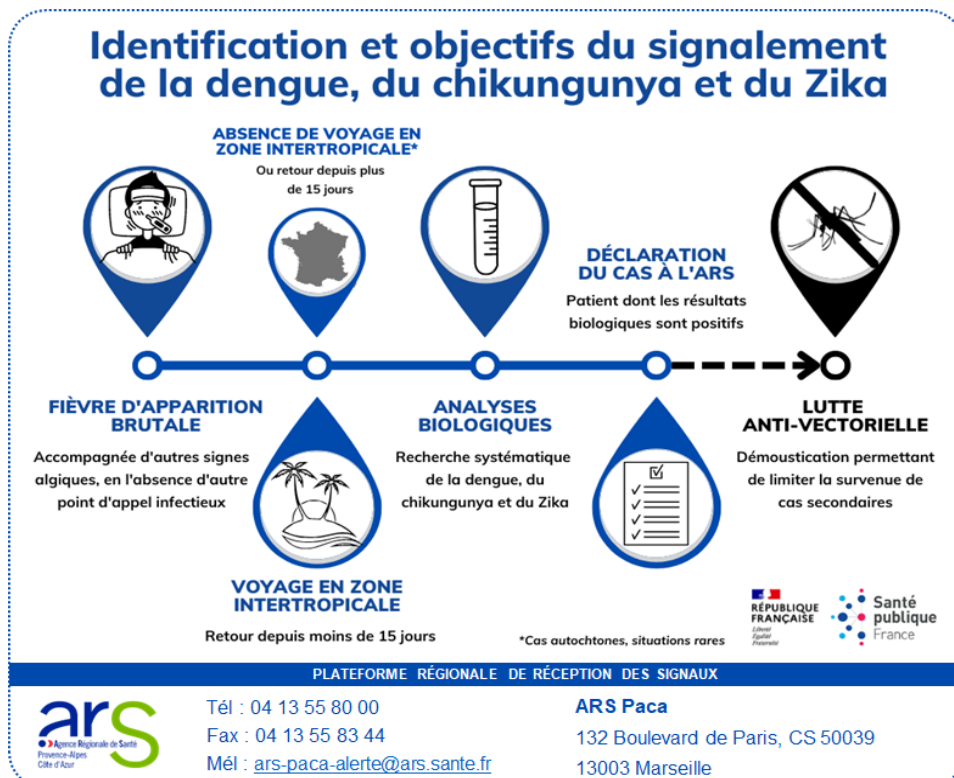 Identification et objectifs du signalement
de la dengue, du chikungunya et du Zika
ABSENCE DE VOYAGE EN
ZONE INTERTROPICALE*
Ou retour depuis plus
de 15 jours
DÉCLARATION
DU CAS À L'ARS
Patient dont les résultats
biologiques sont positifs
FIÈVRE D'APPARITION
BRUTALE
Accompagnée d'autres signes
algiques, en l'absence d'autre
point d'appel infectieux
ANALYSES
BIOLOGIQUES
Recherche systématique
de la dengue, du
chikungunya et du Zika
LUTTE
ANTI-VECTORIELLE
Démoustication permettant
de limiter la survenue de
cas secondaires
VOYAGE EN ZONE
INTERTROPICALE
Retour depuis moins de 15 jours
*Cas autochtones, situations rares
RÉPUBLIQUE
FRANÇAISE
Liberté
Égalité
Fraternité
Santé
publique
France
PLATEFORME RÉGIONALE DE RÉCEPTION DES SIGNAUX
ars
Agence Régionale de Santé
Provence-Alpes
Côte d'Azur
Tél : 04 13 55 80 00
Fax : 04 13 55 83 44
Mél : ars-paca-alerte@ars.sante.fr
ARS Paca
132 Boulevard de Paris, CS 50039
13003 Marseille